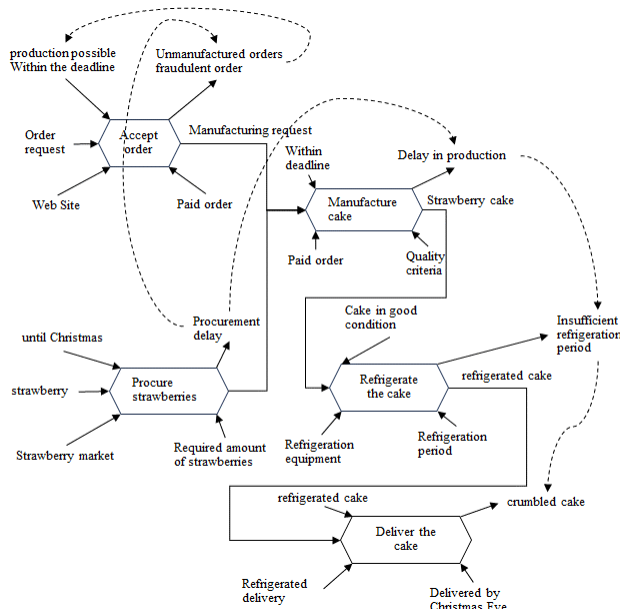 production possible
Within the deadline
Unmanufactured orders
fraudulent order
Order
request
Accept
order
Manufacturing request
Web Site
Paid order
Within
deadline
Delay in production
Manufacture
cake
Strawberry cake
Paid order
Quality
criteria
Procurement
delay
until Christmas
strawberry
Procure
strawberries
Strawberry market
Required amount
of strawberries
Cake in good
condition
Insufficient
refrigeration
period
Refrigerate
the cake
refrigerated cake
Refrigeration
equipment
Refrigeration
period
refrigerated cake
crumbled cake
Deliver the
cake
Refrigerated
delivery
Delivered by
Christmas Eve